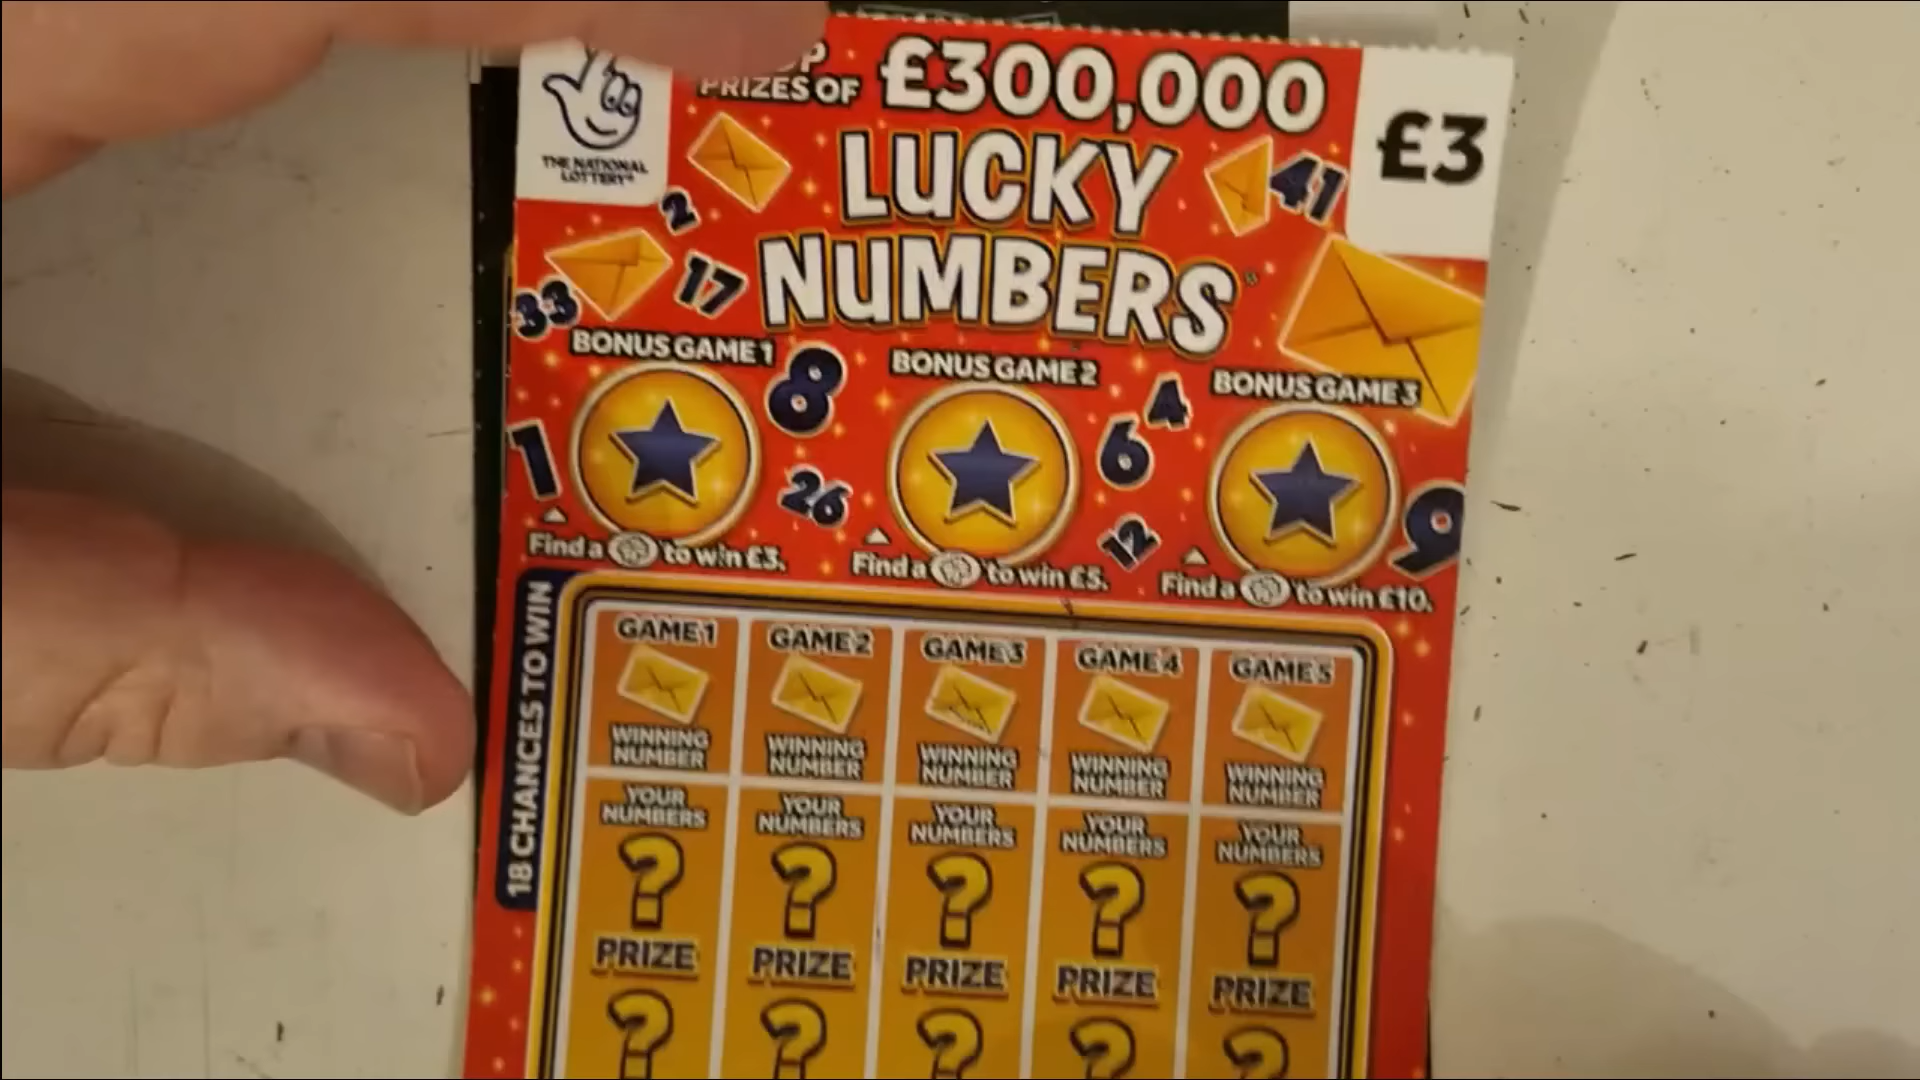 PRIZES OF £300,000
£3
THE NATIONAL
LOTTERY®
LUCKY
NUMBERS
41
2
33
17
BONUS GAME 1
8
BONUS GAME 2
4
BONUS GAME 3
1
26
6
12
9
Find a to win £3.
Find a to win £5.
Find a to win £10.
18 CHANCES TO WIN
GAME 1
GAME 2
GAME 3
GAME 4
GAME 5
WINNING
NUMBER
WINNING
NUMBER
WINNING
NUMBER
WINNING
NUMBER
WINNING
NUMBER
YOUR
NUMBERS
YOUR
NUMBERS
YOUR
NUMBERS
YOUR
NUMBERS
YOUR
NUMBERS
? ? ? ? ?
PRIZE PRIZE PRIZE PRIZE PRIZE
? ? ? ? ?